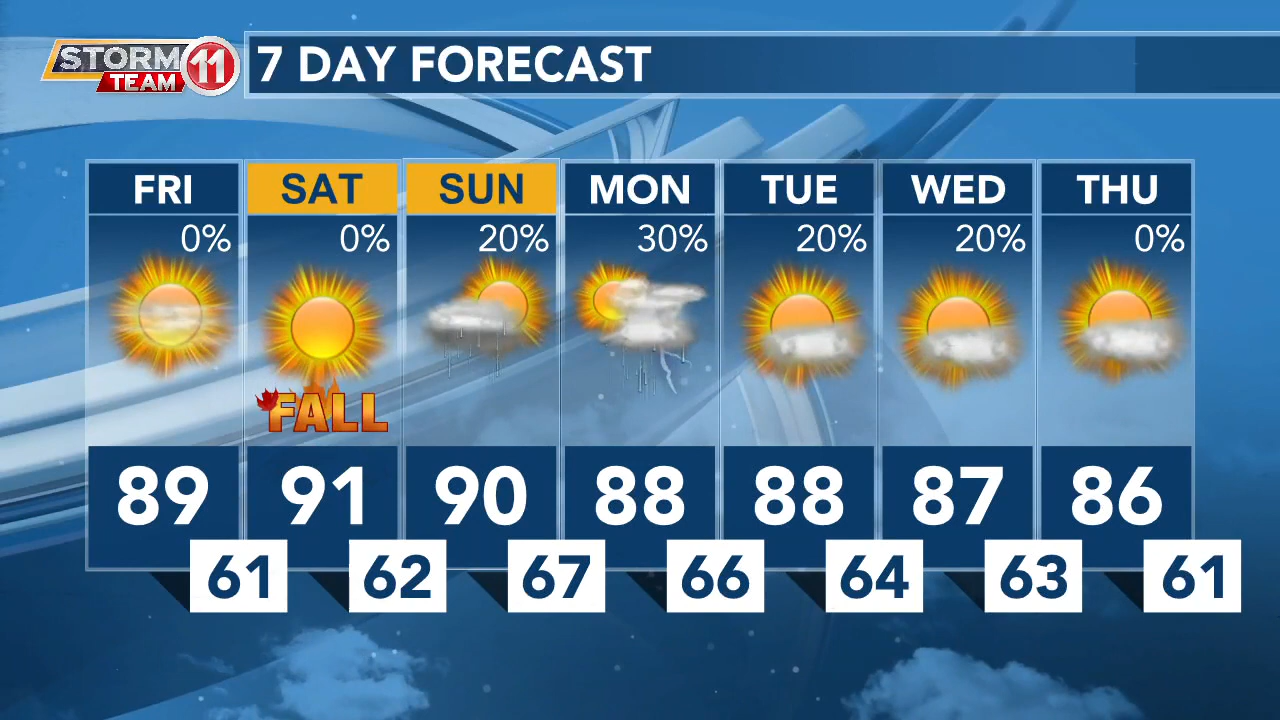 STORM
TEAM 11
7 DAY FORECAST
FRI SAT SUN MON TUE WED THU
0% 0% 20% 30% 20% 20% 0%
FALL
89 91 90 88 88 87 86
61 62 67 66 64 63 61